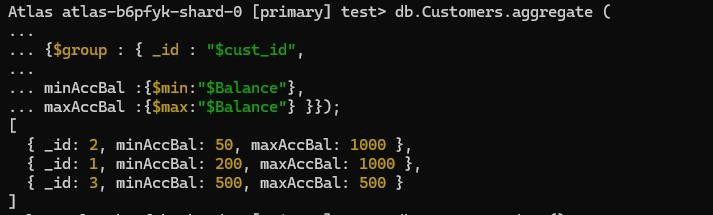 Atlas atlas-b6pfyk-shard-0 [primary] test> db.Customers.aggregate (
...
... {$group : { _id : "$cust_id",
...
... minAccBal :{$min:"$Balance"},
... maxAccBal :{$max:"$Balance"} }});
[
  { _id: 2, minAccBal: 50, maxAccBal: 1000 },
  { _id: 1, minAccBal: 200, maxAccBal: 1000 },
  { _id: 3, minAccBal: 500, maxAccBal: 500 }
]